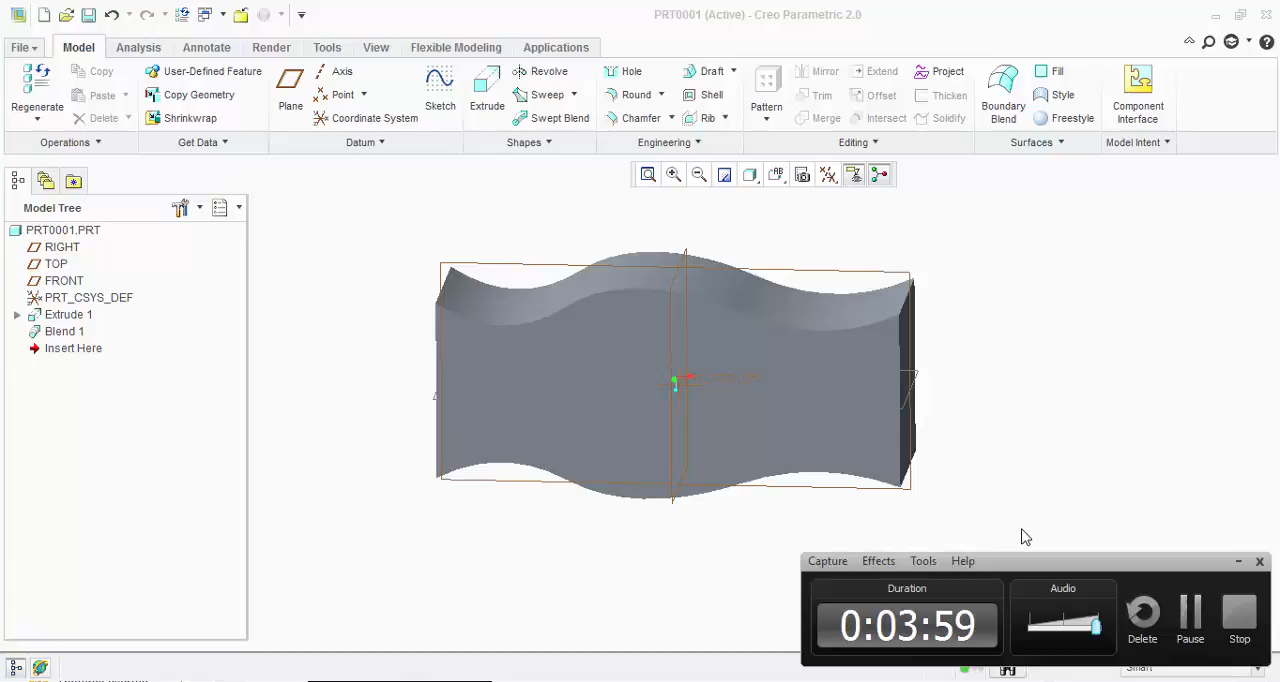 PRT0001 (Active) - Creo Parametric 2.0
File Model Analysis Annotate Render Tools View Flexible Modeling Applications
Regenerate
Copy
Paste
Delete
Operations
User-Defined Feature
Copy Geometry
Shrinkwrap
Get Data
Plane
Axis
Point
Coordinate System
Datum
Sketch
Extrude
Revolve
Sweep
Swept Blend
Shapes
Hole
Round
Chamfer
Draft
Shell
Rib
Engineering
Pattern
Mirror
Trim
Merge
Extend
Offset
Intersect
Project
Thicken
Solidify
Editing
Boundary
Blend
Fill
Style
Freestyle
Surfaces
Component
Interface
Model Intent
Model Tree
PRT0001.PRT
RIGHT
TOP
FRONT
PRT_CSYS_DEF
Extrude 1
Blend 1
Insert Here
Capture Effects Tools Help
Duration
0:03:59
Audio
Delete
Pause
Stop
Smart